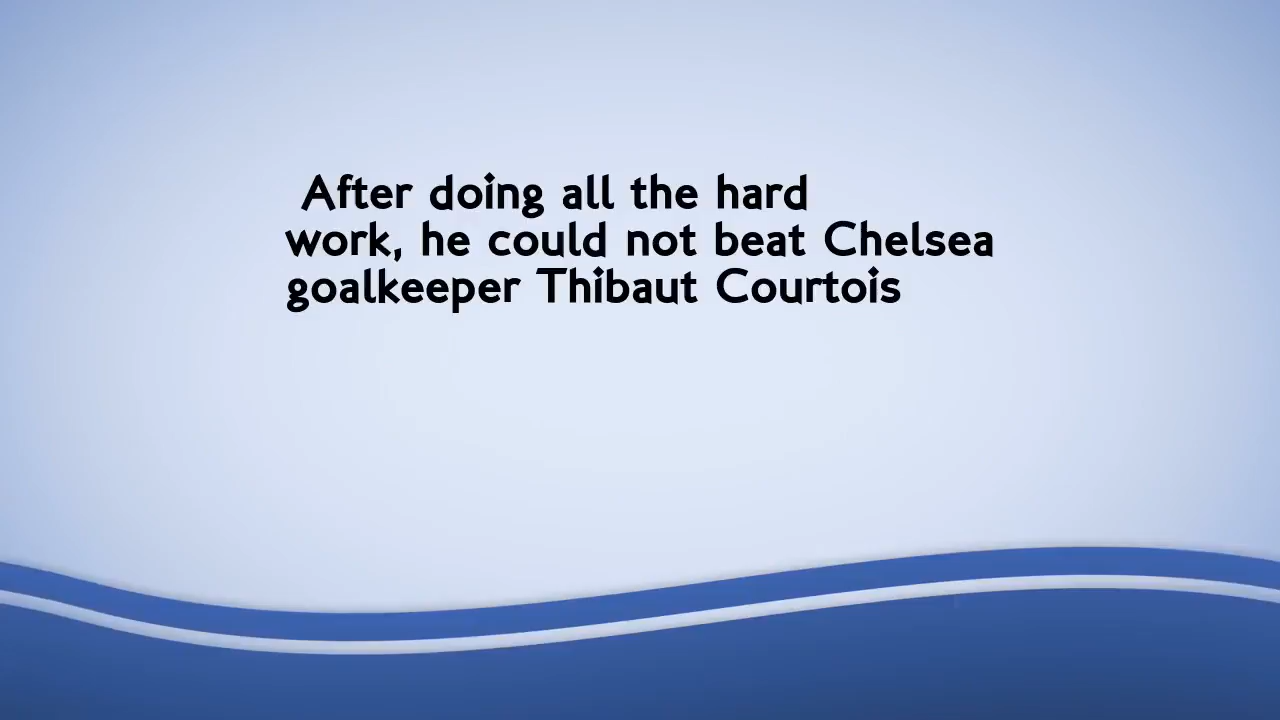 After doing all the hard
work, he could not beat Chelsea
goalkeeper Thibaut Courtois